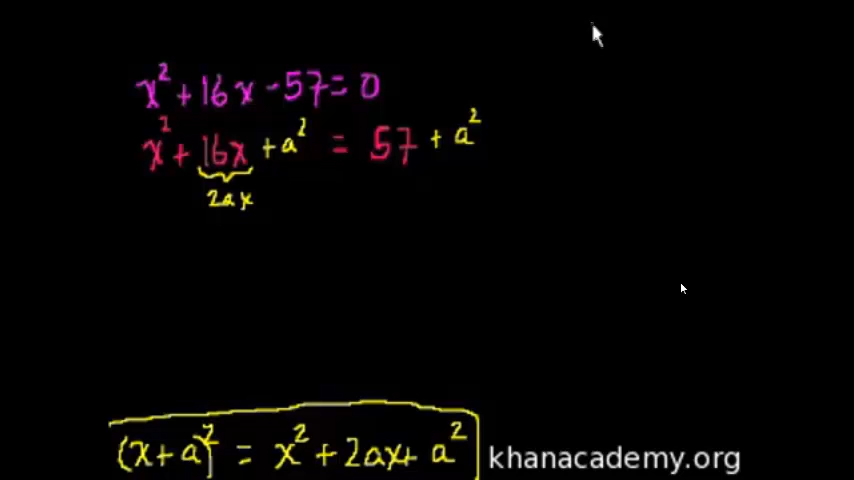 x² + 16x - 57 = 0
x² + 16x + a² = 57 + a²
2ax
(x + a)² = x² + 2ax + a²
khanacademy.org